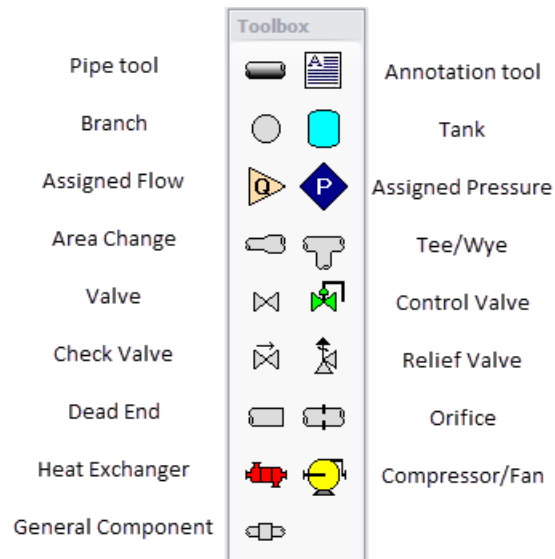 Toolbox
Pipe tool
A
Annotation tool
Branch
Tank
Assigned Flow
Q
P
Assigned Pressure
Area Change
Tee/Wye
Valve
Control Valve
Check Valve
Relief Valve
Dead End
Orifice
Heat Exchanger
Compressor/Fan
General Component